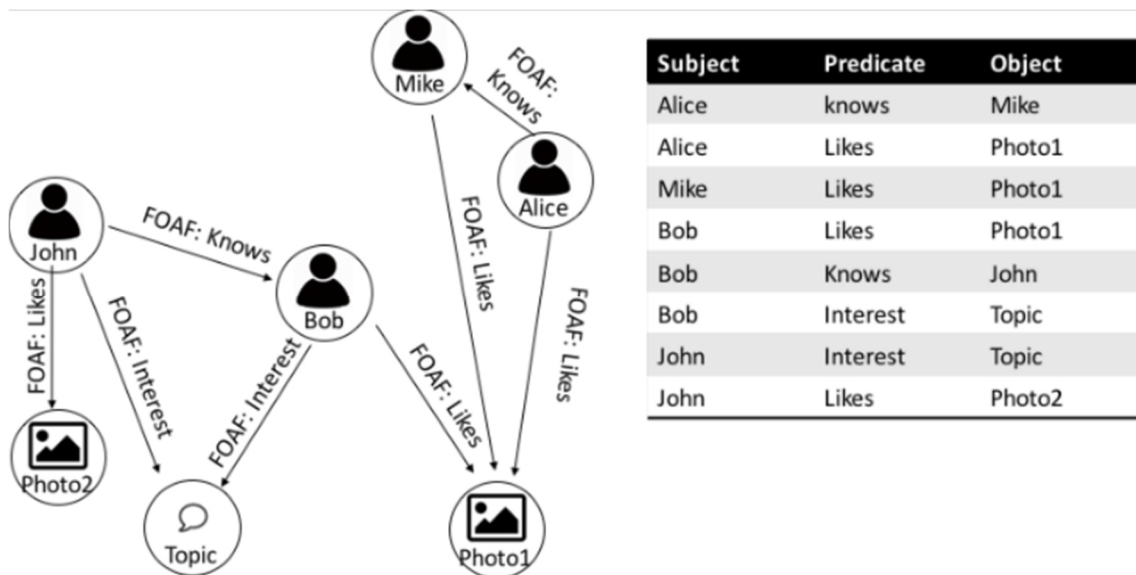 Mike
FOAF:
Knows
Alice
John
FOAF: Knows
Bob
FOAF: Likes
FOAF: Interest
FOAF: Interest
FOAF: Likes
FOAF: Likes
FOAF: Likes
Photo2
Topic
Photo1
Subject Predicate Object
Alice knows Mike
Alice Likes Photo1
Mike Likes Photo1
Bob Likes Photo1
Bob Knows John
Bob Interest Topic
John Interest Topic
John Likes Photo2